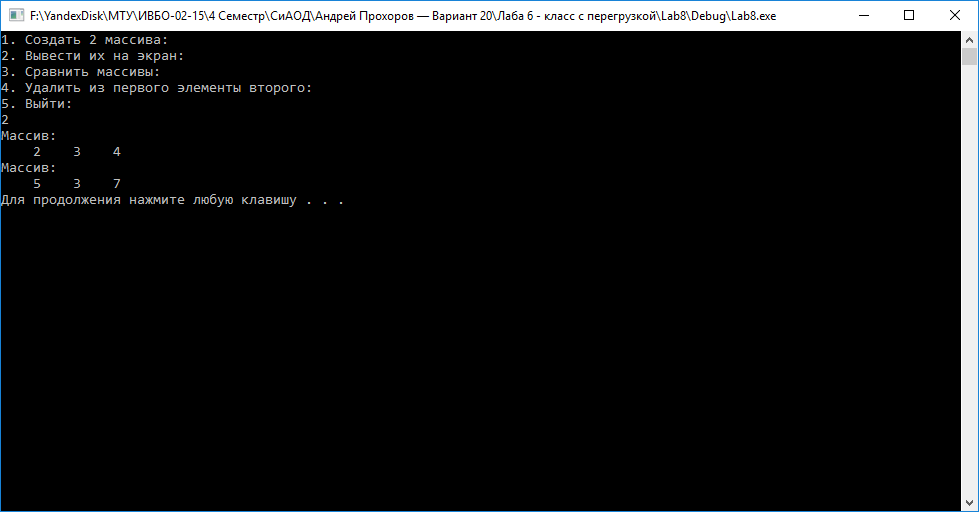 F:\YandexDisk\МТУ\ИВБО-02-15\4 Семестр\СиАОД\Андрей Прохоров — Вариант 20\Лаба 6 - класс с перегрузкой\Lab8\Debug\Lab8.exe
1. Создать 2 массива:
2. Вывести их на экран:
3. Сравнить массивы:
4. Удалить из первого элементы второго:
5. Выйти:
2
Массив:
    2    3    4
Массив:
    5    3    7
Для продолжения нажмите любую клавишу . . .